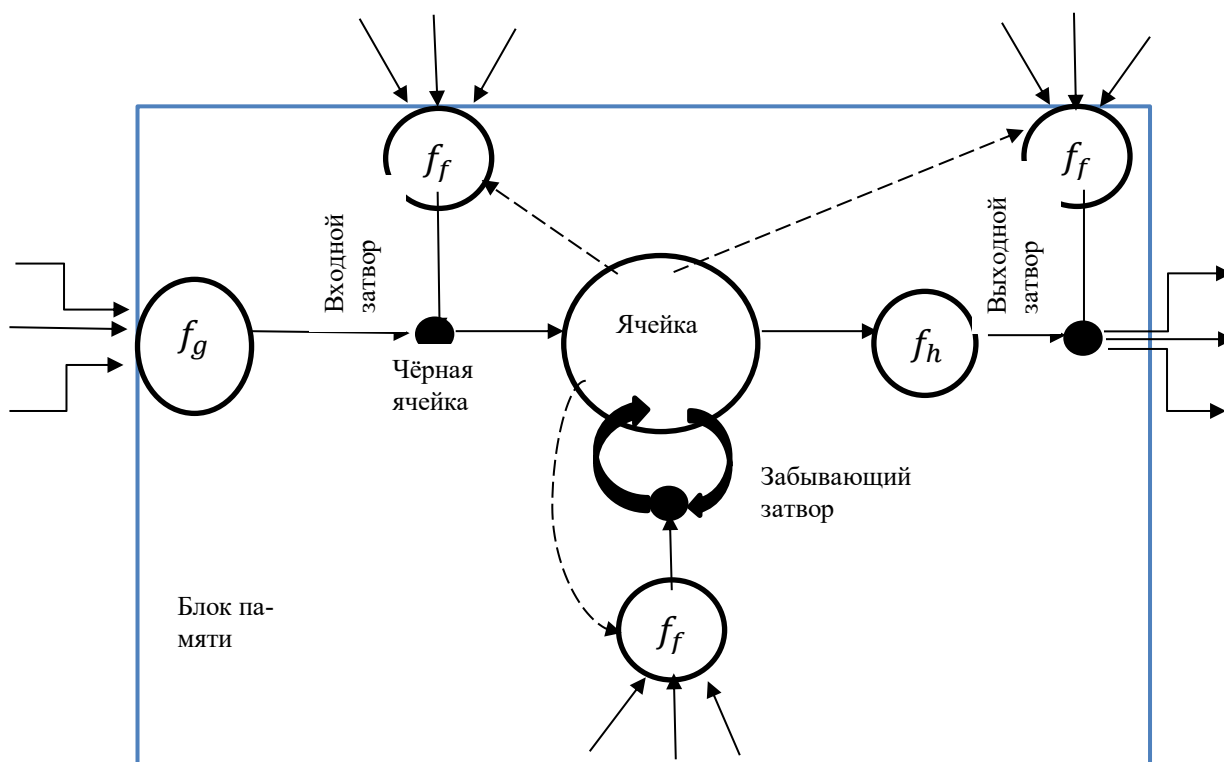 f_f
f_f
Входной
затвор
Выходной
затвор
f_g
Ячейка
f_h
Чёрная
ячейка
Забывающий
затвор
Блок па-
мяти
f_f